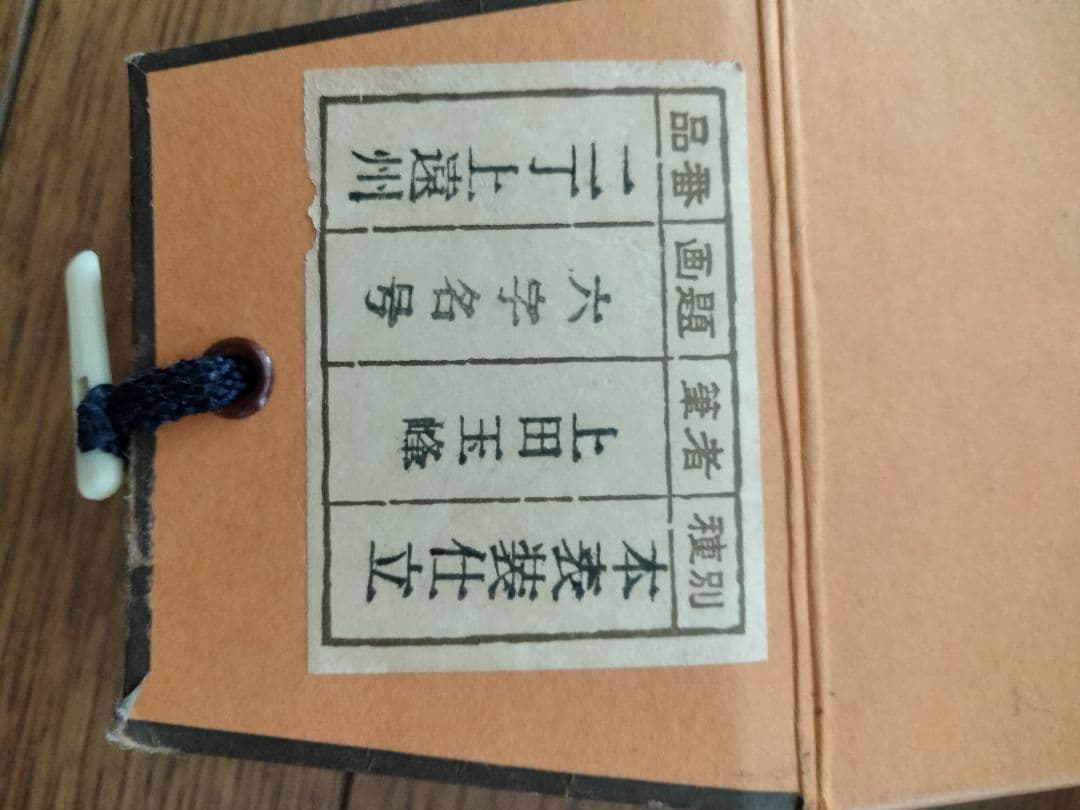 種別
本表装仕立
筆者
上田玉峰
画題
六字名号
品番
二丁上遠州